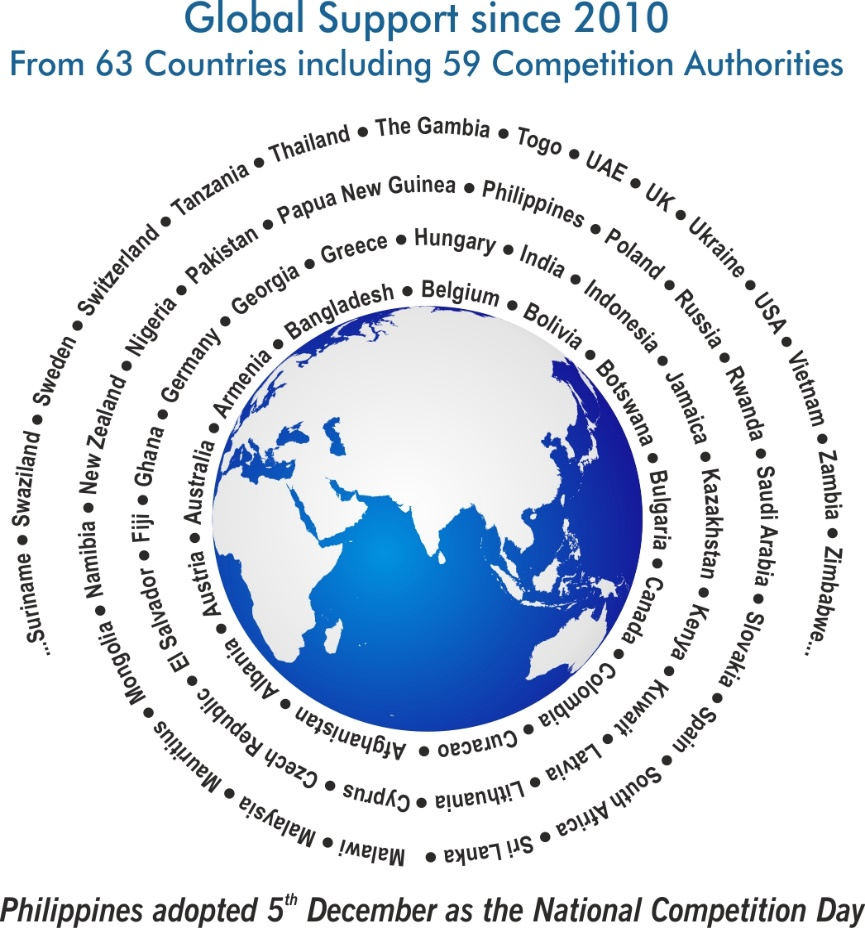 Global Support since 2010
From 63 Countries including 59 Competition Authorities
...Suriname • Swaziland • Sweden • Switzerland • Tanzania • Thailand • The Gambia • Togo • UAE • UK • Ukraine • USA • Vietnam • Zambia • Zimbabwe...
Malawi • Malaysia • Mauritius • Mongolia • Namibia • New Zealand • Nigeria • Pakistan • Papua New Guinea • Philippines • Poland • Russia • Rwanda • Saudi Arabia • Slovakia • Spain • South Africa • Sri Lanka •
Cyprus • Czech Republic • El Salvador • Fiji • Ghana • Germany • Georgia • Greece • Hungary • India • Indonesia • Jamaica • Kazakhstan • Kenya • Kuwait • Latvia • Lithuania •
Afghanistan • Albania • Austria • Australia • Armenia • Bangladesh • Belgium • Bolivia • Botswana • Bulgaria • Canada • Colombia • Curacao •
Philippines adopted 5th December as the National Competition Day